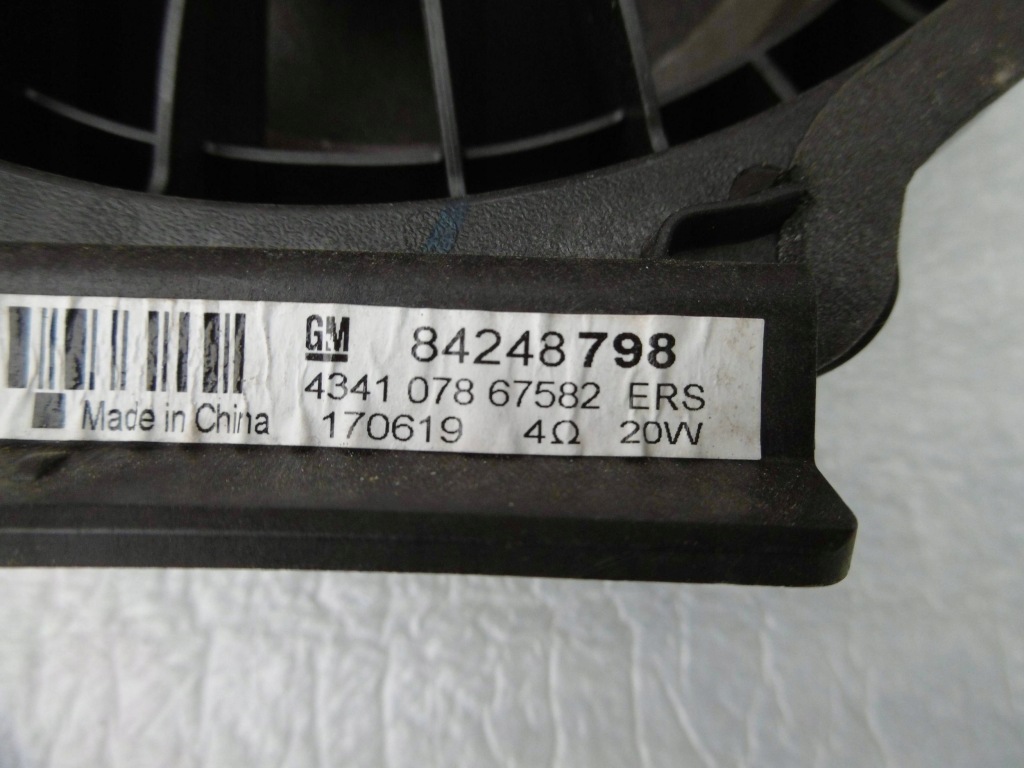 GM 84248798
4341 078 67582 ERS
Made in China 170619 4Ω 20W